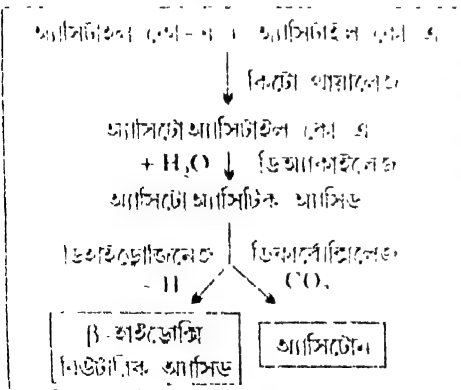 অ্যাসিটাইল কো-এ + অ্যাসিটাইল কো এ
কিটো থায়ালেজ
অ্যাসিটো অ্যাসিটাইল কো এ
+ H₂O ডিঅ্যাকাইলেজ
অ্যাসিটো অ্যাসিটিক অ্যাসিড
ডিহাইড্রোজিনেজ ডিকার্বোক্সিলেজ
- H CO₂
β-হাইড্রোক্সি
বিউটারিক অ্যাসিড
অ্যাসিটোন